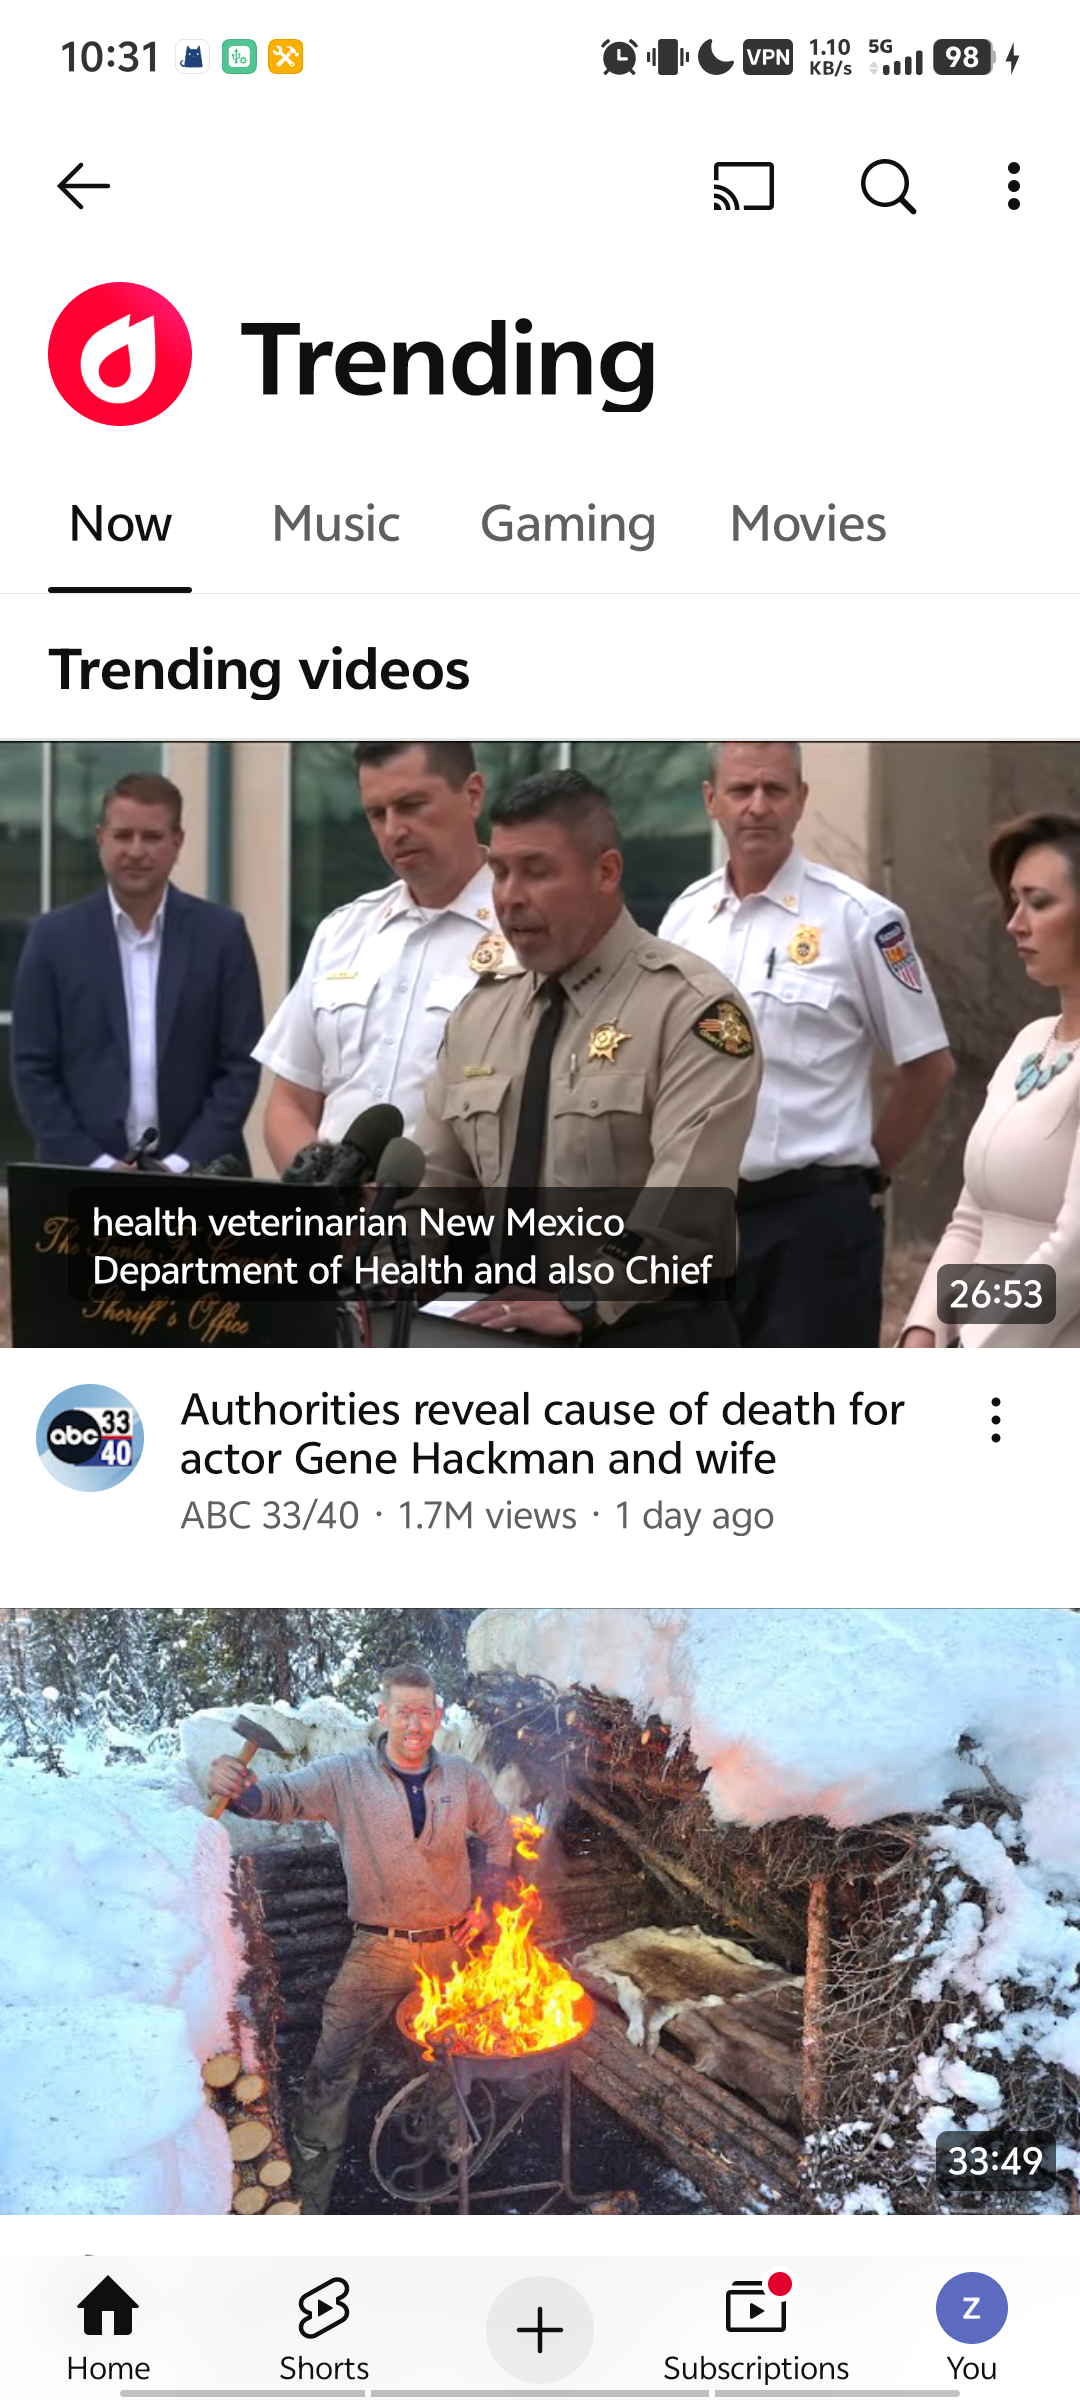 10:31
VPN
1.10
KB/s
5G
98
Trending
Now
Music
Gaming
Movies
Trending videos
The Santa Fe County
Sheriff's Office
health veterinarian New Mexico
Department of Health and also Chief
26:53
abc 33
40
Authorities reveal cause of death for
actor Gene Hackman and wife
ABC 33/40 · 1.7M views · 1 day ago
33:49
Home
Shorts
Subscriptions
Z
You